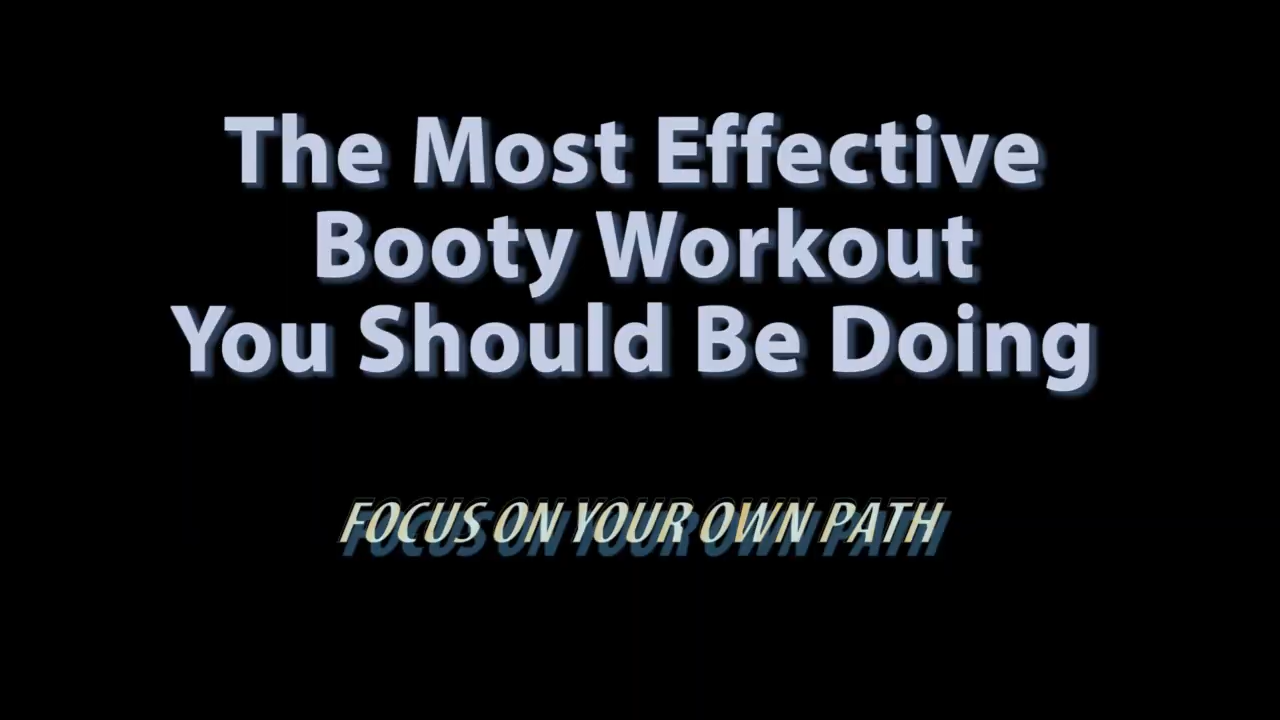 The Most Effective
Booty Workout
You Should Be Doing
FOCUS ON YOUR OWN PATH